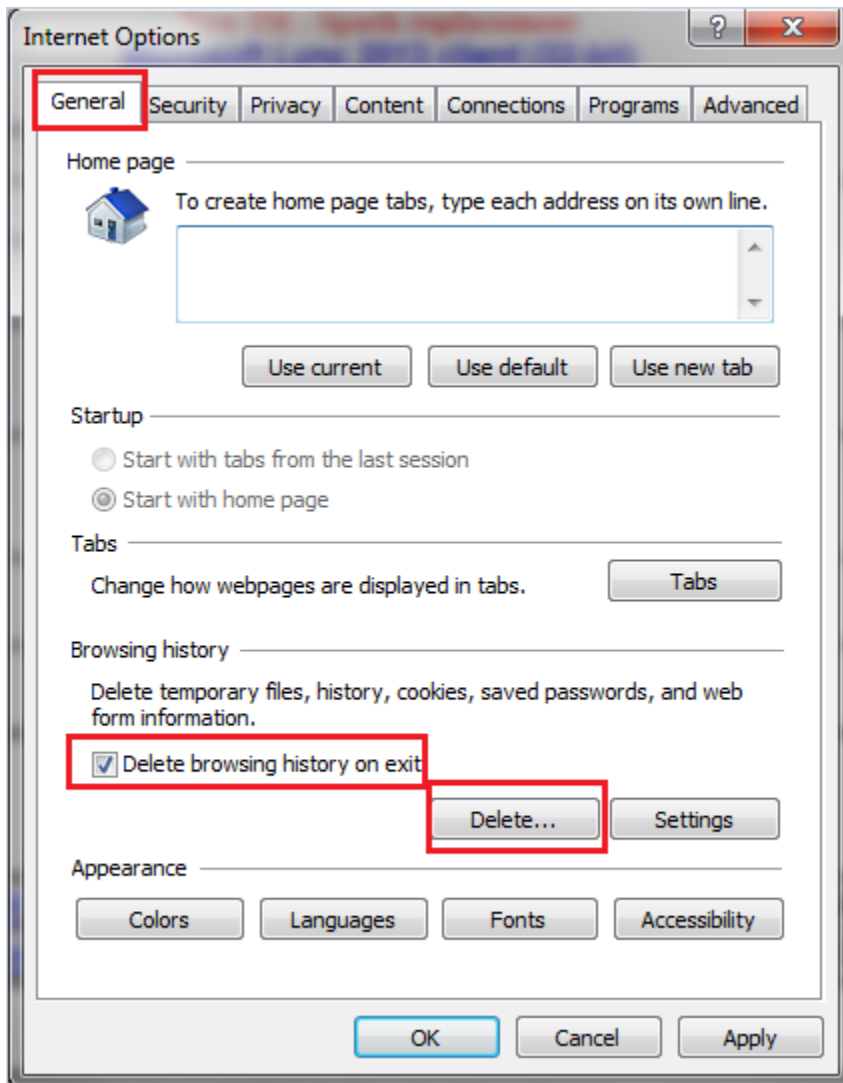 Internet Options
General Security Privacy Content Connections Programs Advanced
Home page
To create home page tabs, type each address on its own line.
Use current Use default Use new tab
Startup
Start with tabs from the last session
Start with home page
Tabs
Change how webpages are displayed in tabs. Tabs
Browsing history
Delete temporary files, history, cookies, saved passwords, and web
form information.
Delete browsing history on exit
Delete... Settings
Appearance
Colors Languages Fonts Accessibility
OK Cancel Apply